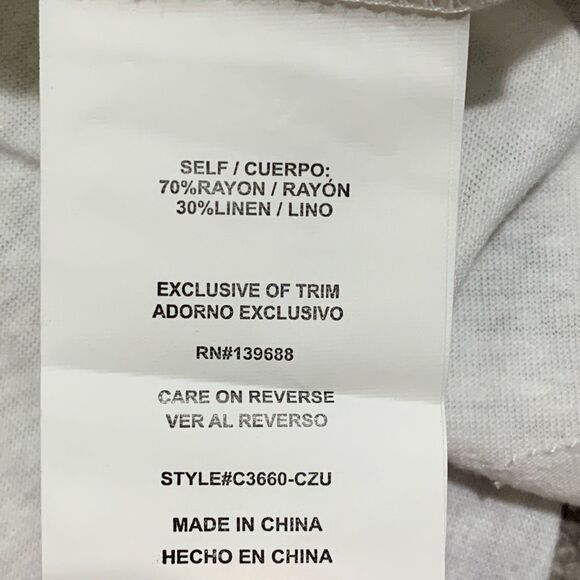 SELF / CUERPO:
70%RAYON / RAYÓN
30%LINEN / LINO
EXCLUSIVE OF TRIM
ADORNO EXCLUSIVO
RN#139688
CARE ON REVERSE
VER AL REVERSO
STYLE#C3660-CZU
MADE IN CHINA
HECHO EN CHINA